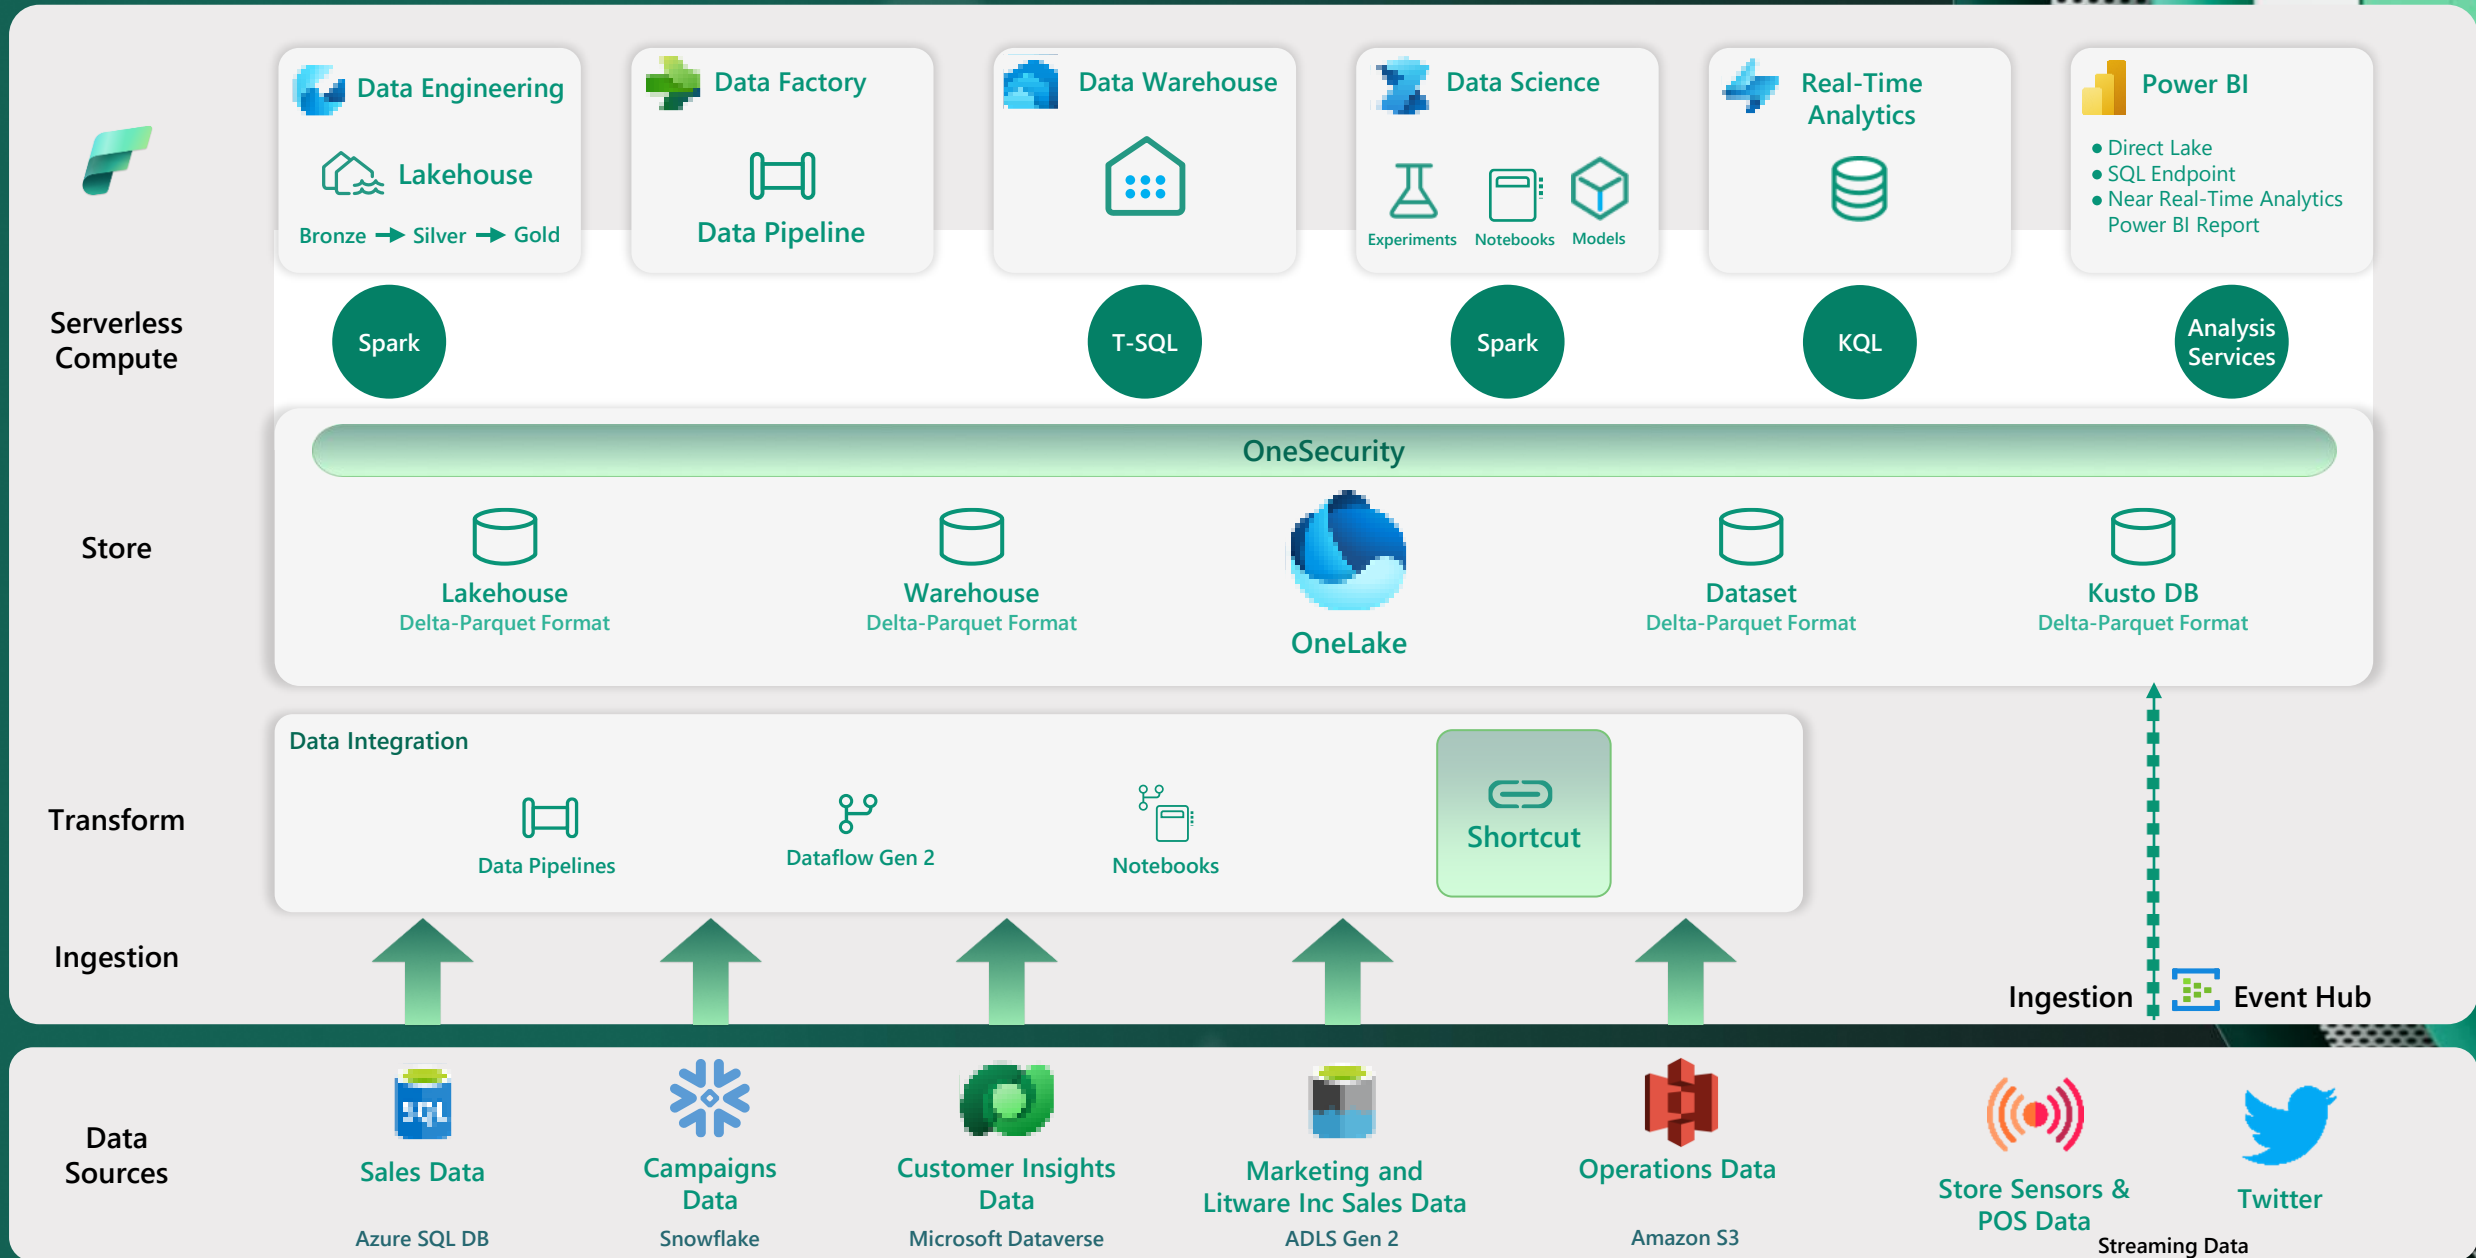 Data Engineering
Lakehouse
Bronze
Silver
Gold
Data Factory
Data Pipeline
Data Warehouse
Data Science
Experiments
Notebooks
Models
Real-Time
Analytics
Power BI
• Direct Lake
• SQL Endpoint
• Near Real-Time Analytics
Power BI Report
Serverless
Compute
Spark
T-SQL
Spark
KQL
Analysis
Services
OneSecurity
Store
Lakehouse
Delta-Parquet Format
Warehouse
Delta-Parquet Format
OneLake
Dataset
Delta-Parquet Format
Kusto DB
Delta-Parquet Format
Transform
Data Integration
Data Pipelines
Dataflow Gen 2
Notebooks
Shortcut
Ingestion
Ingestion
Event Hub
Data
Sources
SQL
Sales Data
Azure SQL DB
Campaigns
Data
Snowflake
Customer Insights
Data
Microsoft Dataverse
Marketing and
Litware Inc Sales Data
ADLS Gen 2
Operations Data
Amazon S3
Store Sensors &
POS Data
Twitter
Streaming Data